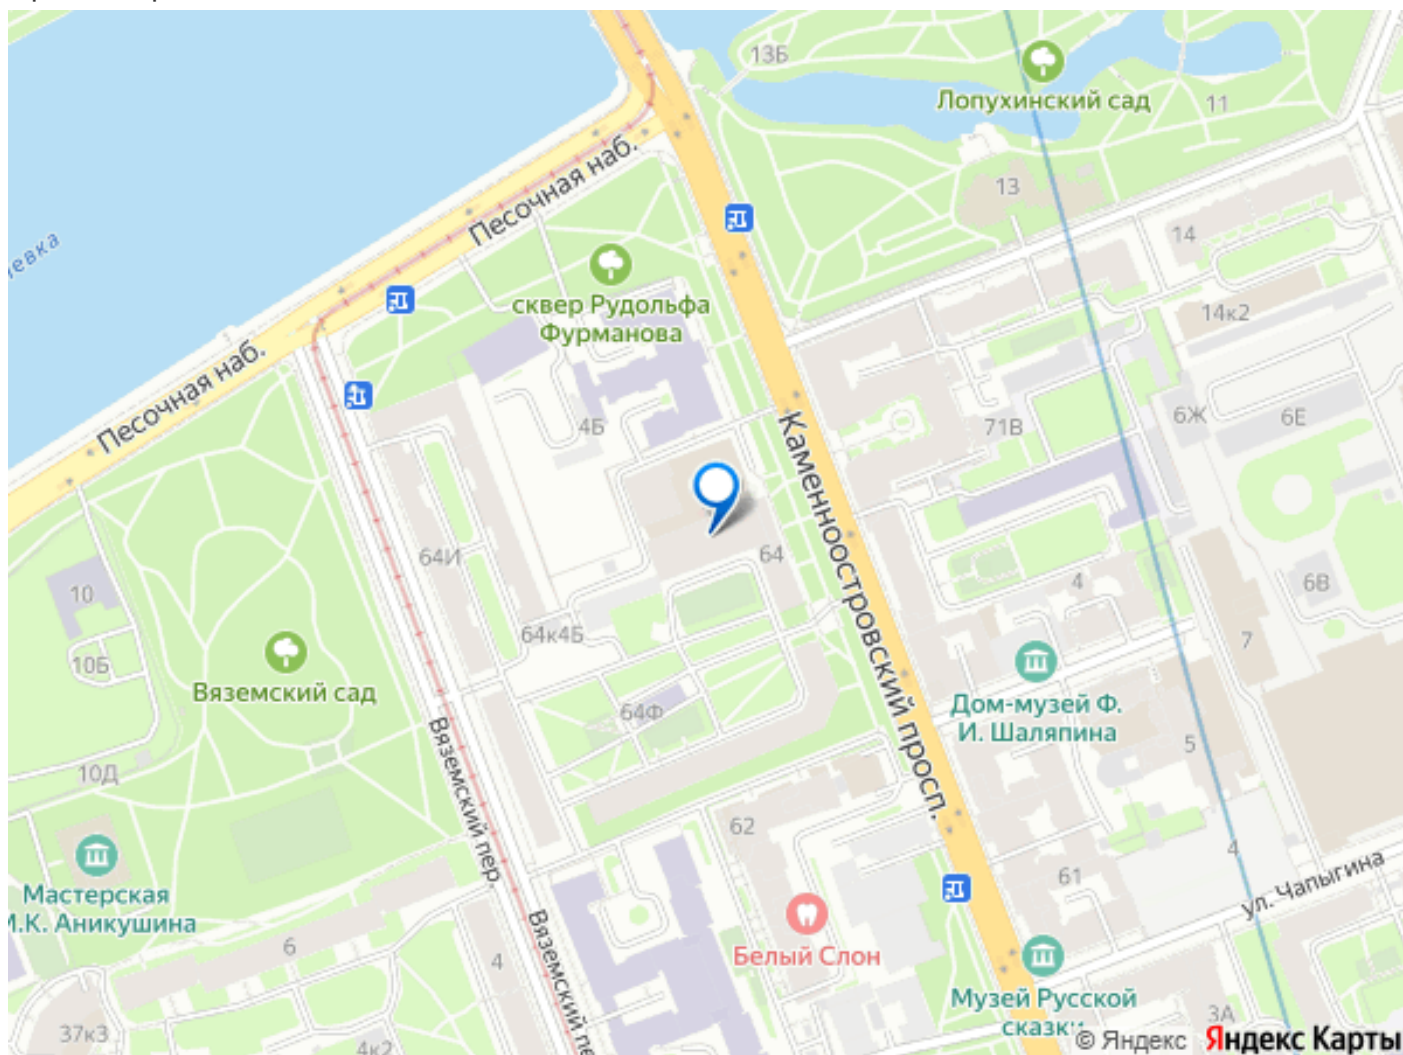 13Б
Лопухинский сад
11
Песочная наб.
13
14
евка
сквер Рудольфа
Фурманова
14к2
Песочная наб.
4Б
71В
6Ж
6Е
Каменноостровский просп.
64И
64
4
6В
10
64к4Б
10Б
7
Вяземский сад
64Ф
Дом-музей Ф.
И. Шаляпина
5
10Д
Вяземский пер.
62
4
61
ул. Чапыгина
Мастерская
М.К. Аникушина
Белый Слон
6
4
Вяземский пе
Музей Русской
сказки
3А
37к3
4к2
© Яндекс Яндекс Карты